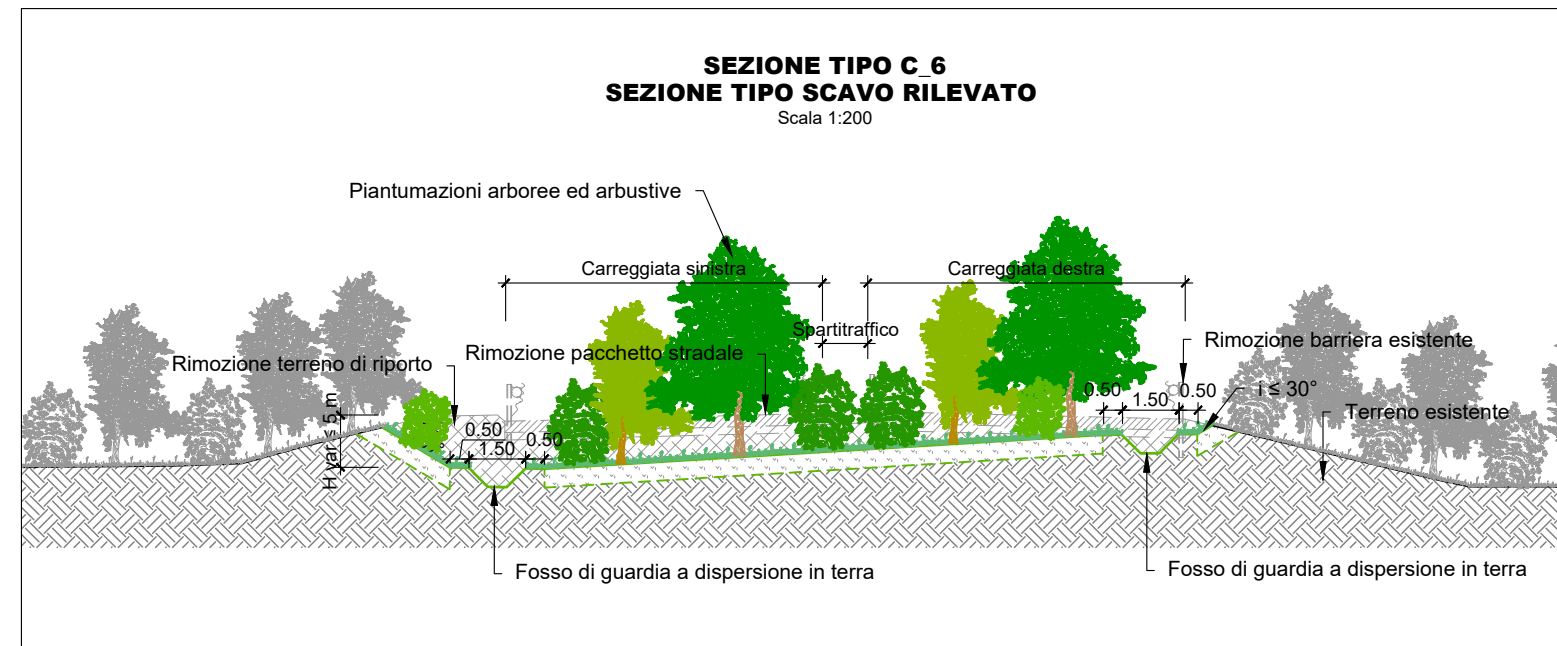 SEZIONE TIPO C_6
SEZIONE TIPO SCAVO RILEVATO
Scala 1:200
Piantumazioni arboree ed arbustive
Carreggiata sinistra
Carreggiata destra
Spartitraffico
Rimozione terreno di riporto
Rimozione pacchetto stradale
Rimozione barriera esistente
0.50
1.50
0.50
i ≤ 30°
Terreno esistente
H var ≤ 5 m
0.50
1.50
0.50
Fosso di guardia a dispersione in terra
Fosso di guardia a dispersione in terra